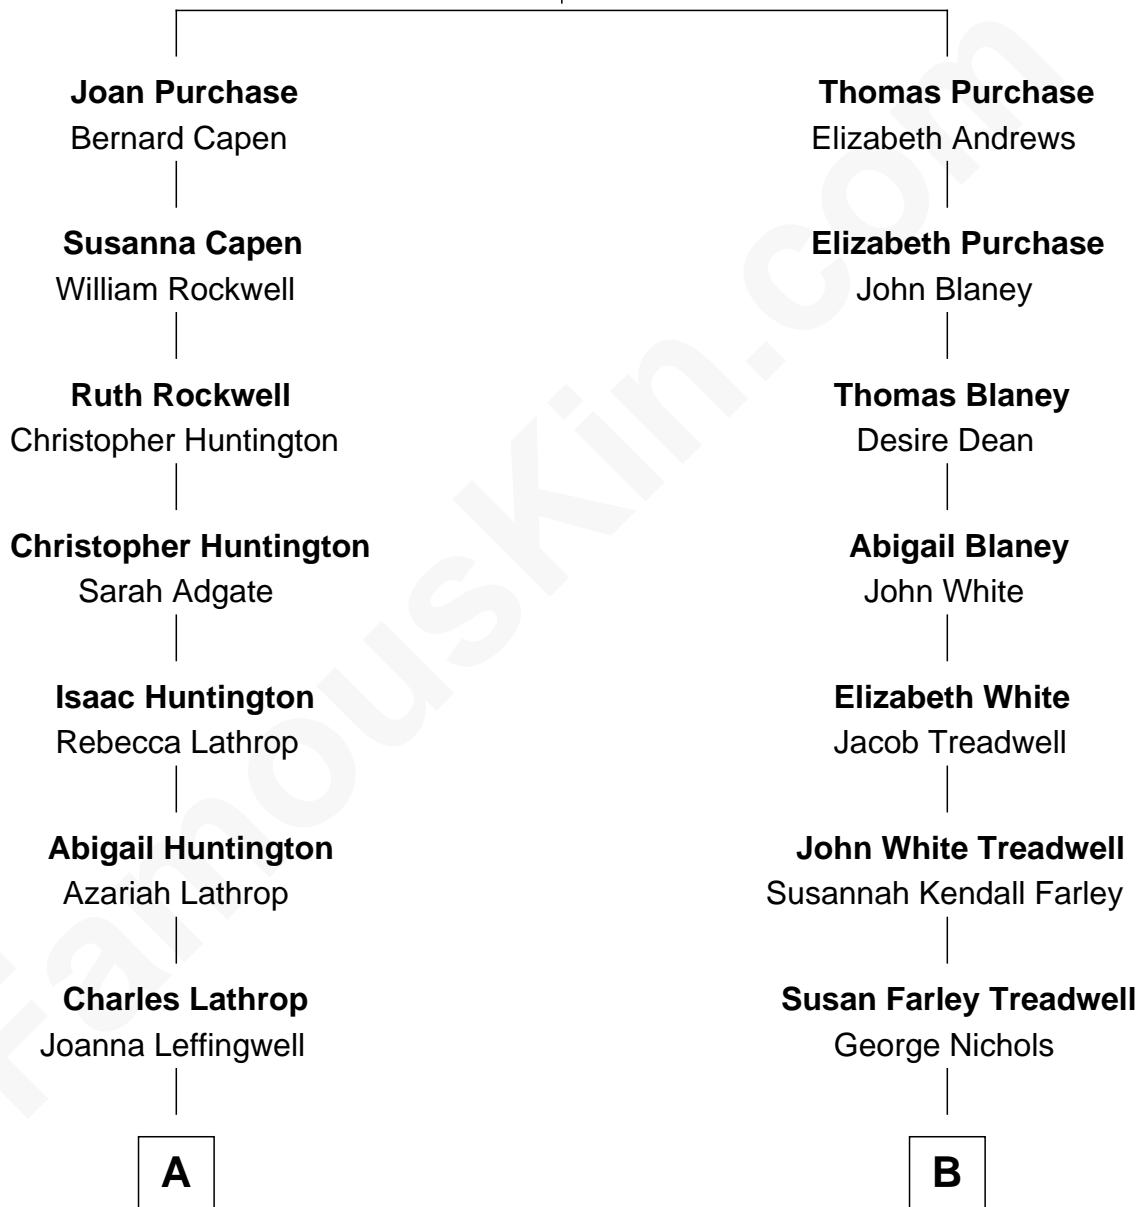 Joan Purchase
Bernard Capen
Susanna Capen
William Rockwell
Ruth Rockwell
Christopher Huntington
Christopher Huntington
Sarah Adgate
Isaac Huntington
Rebecca Lathrop
Abigail Huntington
Azariah Lathrop
Charles Lathrop
Joanna Leffingwell
A
Thomas Purchase
Elizabeth Andrews
Elizabeth Purchase
John Blaney
Thomas Blaney
Desire Dean
Abigail Blaney
John White
Elizabeth White
Jacob Treadwell
John White Treadwell
Susannah Kendall Farley
Susan Farley Treadwell
George Nichols
B
FamousKin.com